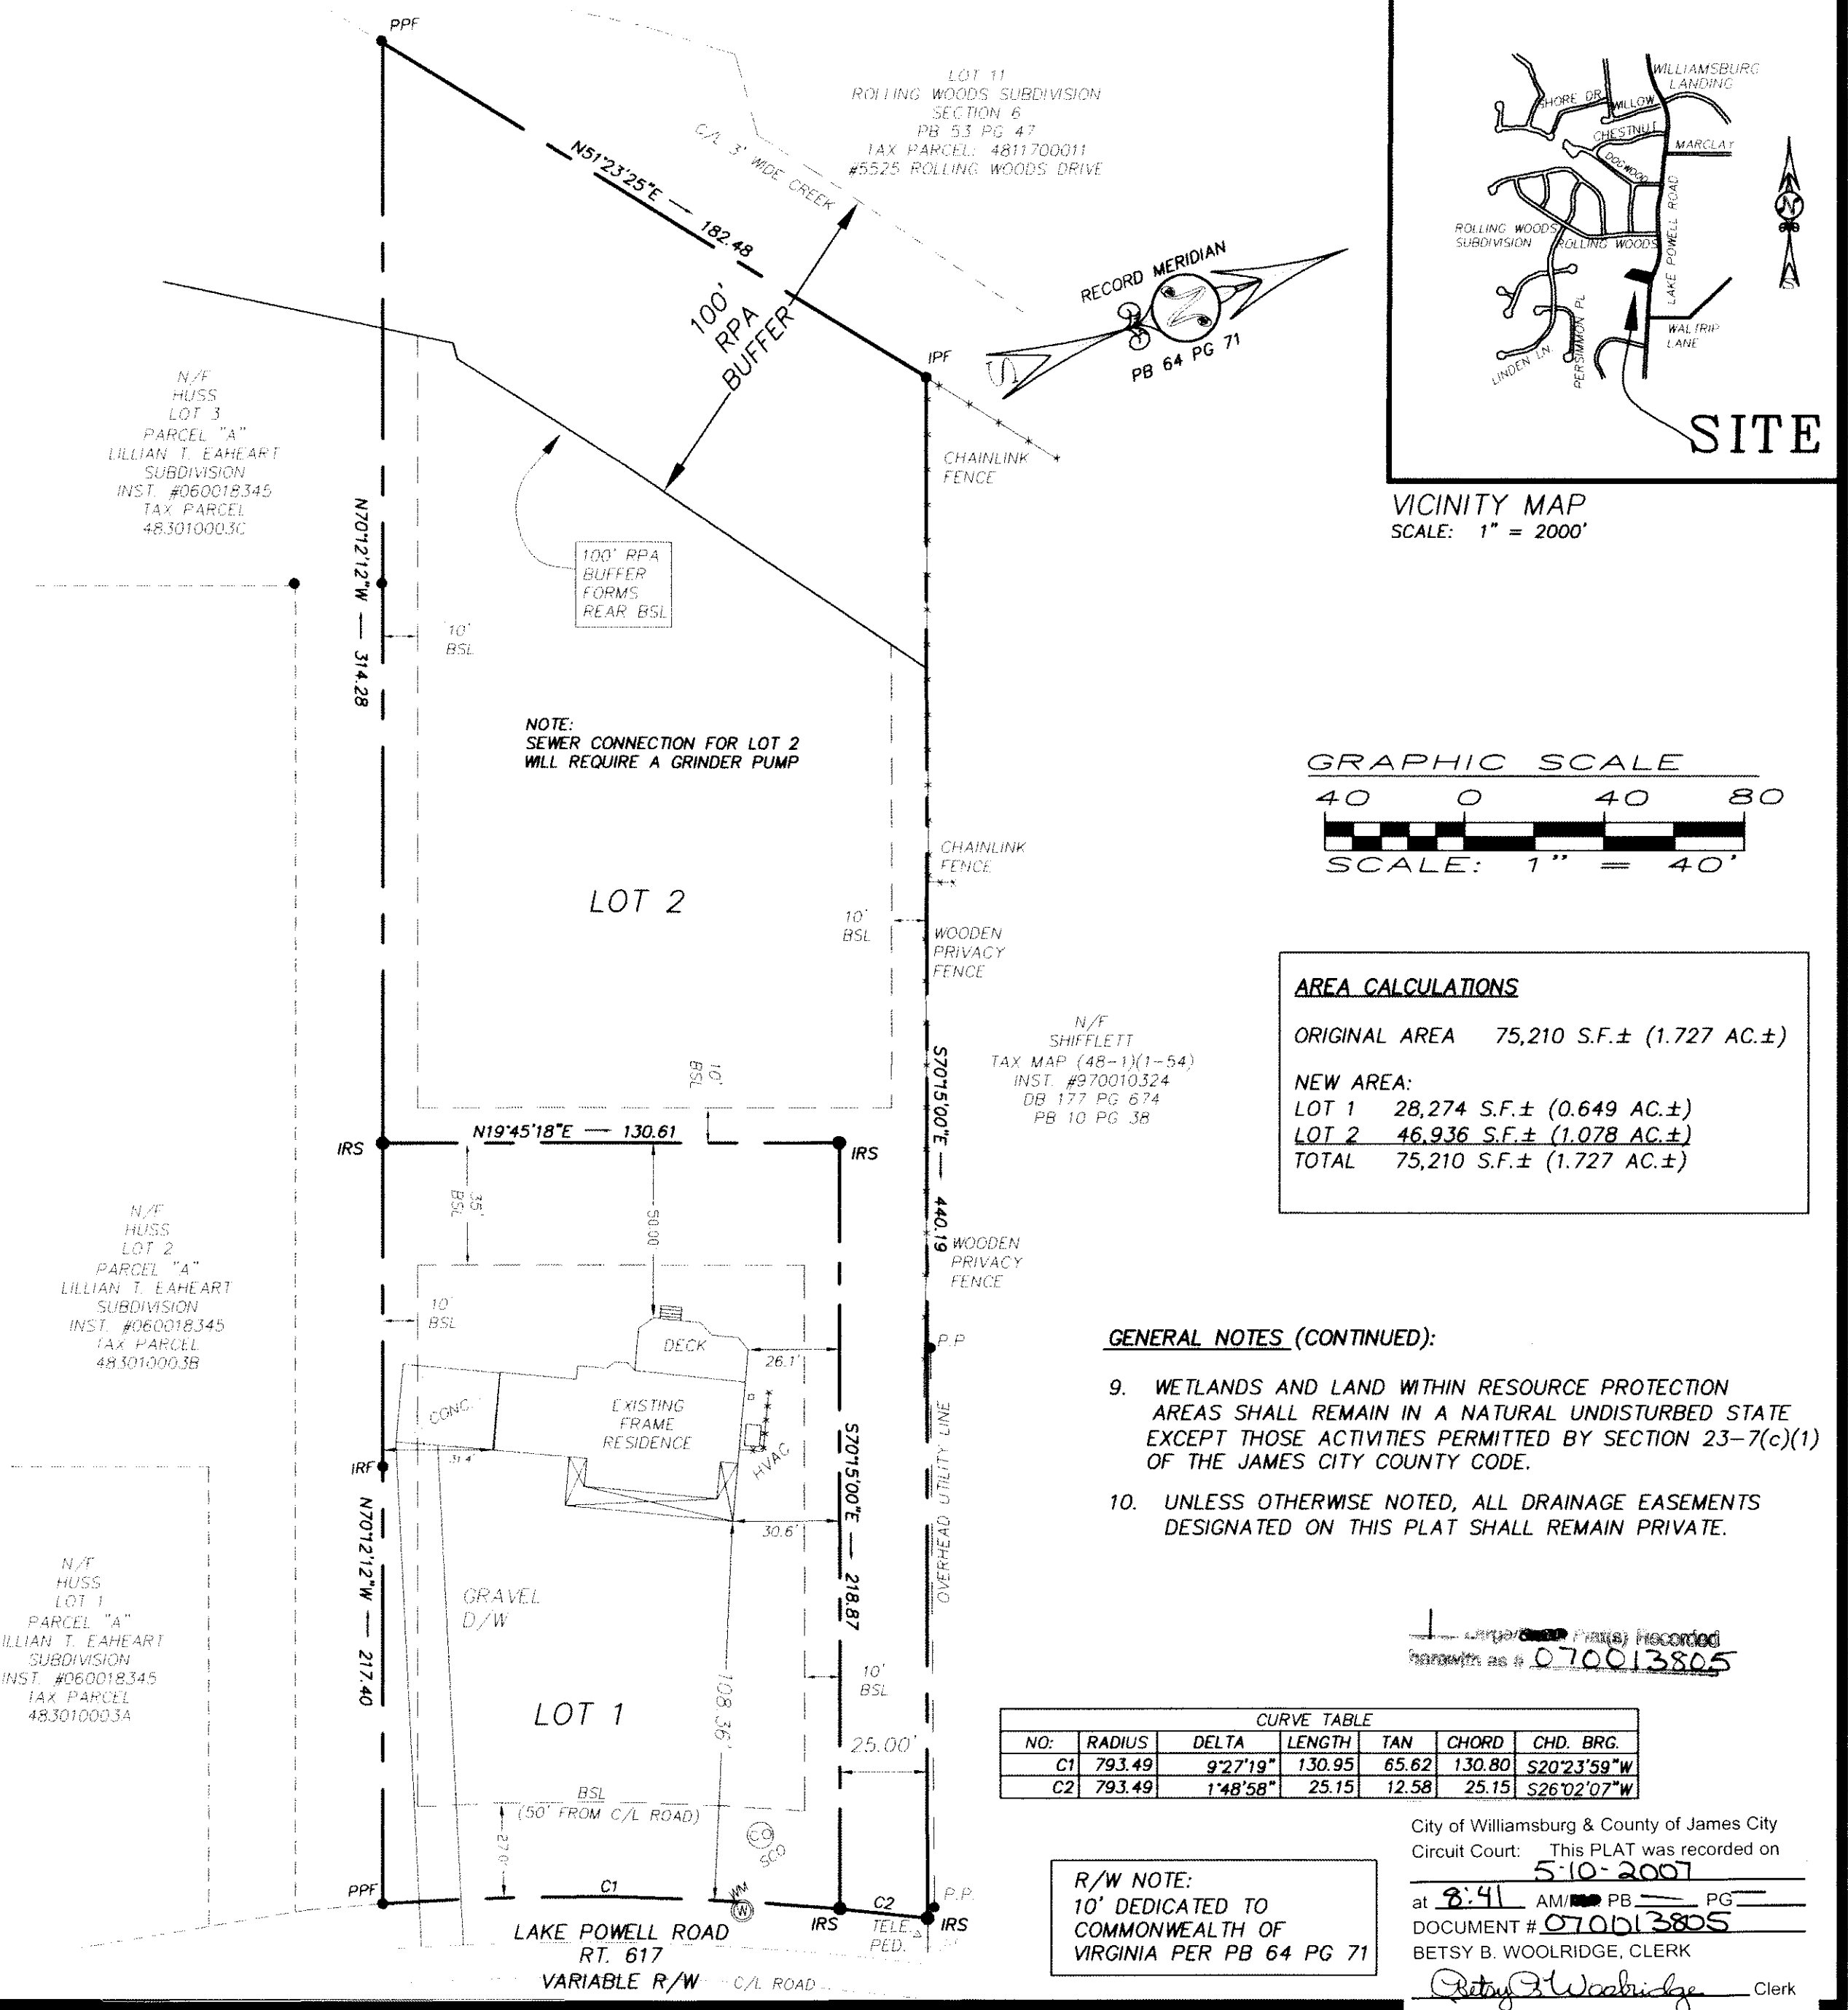 PPF
LOT 11
ROLLING WOODS SUBDIVISION
SECTION 6
PB 53 PG 47
TAX PARCEL: 4811700011
#5525 ROLLING WOODS DRIVE
C/L 3' WIDE CREEK
N51°23'25"E — 182.48
100'
RPA
BUFFER
RECORD MERIDIAN
N
S
PB 64 PG 71
IPF
CHAINLINK
FENCE
WILLIAMSBURG
LANDING
SHORE DR
WILLOW
CHESTNUT
MARCLAY
DOGWOOD
LAKE POWELL ROAD
ROLLING WOODS
SUBDIVISION
ROLLING WOODS
N
S
WALTRIP
LANE
PERSIMMON PL
LINDEN LN
SITE
VICINITY MAP
SCALE: 1" = 2000'
N/F
HUSS
LOT 3
PARCEL "A"
LILLIAN T. EAHEART
SUBDIVISION
INST. #060018345
TAX PARCEL
483010003C
N70°12'12"W — 314.28
100' RPA
BUFFER
FORMS
REAR BSL
10'
BSL
NOTE:
SEWER CONNECTION FOR LOT 2
WILL REQUIRE A GRINDER PUMP
GRAPHIC SCALE
40 0 40 80
SCALE: 1" = 40'
LOT 2
CHAINLINK
FENCE
10'
BSL
WOODEN
PRIVACY
FENCE
AREA CALCULATIONS
ORIGINAL AREA 75,210 S.F.± (1.727 AC.±)
NEW AREA:
LOT 1 28,274 S.F.± (0.649 AC.±)
LOT 2 46,936 S.F.± (1.078 AC.±)
TOTAL 75,210 S.F.± (1.727 AC.±)
N/F
SHIFFLETT
TAX MAP (48-1)(1-54)
INST. #970010324
DB 177 PG 674
PB 10 PG 38
S70°15'00"E — 440.19
10'
BSL
N19°45'18"E — 130.61
IRS
IRS
35'
BSL
50.00'
WOODEN
PRIVACY
FENCE
N/F
HUSS
LOT 2
PARCEL "A"
LILLIAN T. EAHEART
SUBDIVISION
INST. #060018345
TAX PARCEL
483010003B
10'
BSL
DECK
26.1'
P.P.
CONC.
EXISTING
FRAME
RESIDENCE
HVAC
31.4'
IRF
30.6'
S70°15'00"E — 218.87
OVERHEAD UTILITY LINE
GENERAL NOTES (CONTINUED):
9. WETLANDS AND LAND WITHIN RESOURCE PROTECTION
AREAS SHALL REMAIN IN A NATURAL UNDISTURBED STATE
EXCEPT THOSE ACTIVITIES PERMITTED BY SECTION 23-7(c)(1)
OF THE JAMES CITY COUNTY CODE.
10. UNLESS OTHERWISE NOTED, ALL DRAINAGE EASEMENTS
DESIGNATED ON THIS PLAT SHALL REMAIN PRIVATE.
N/F
HUSS
LOT 1
PARCEL "A"
ILLIAN T. EAHEART
SUBDIVISION
INST. #060018345
TAX PARCEL
483010003A
N70°12'12"W — 217.40
GRAVEL
D/W
108.36'
LOT 1
10'
BSL
25.00'
BSL
(50' FROM C/L ROAD)
27.0'
CO
SCO
WM
W
PPF
C1
IRS
C2
P.P.
IRS
TELE.
PED.
LAKE POWELL ROAD
RT. 617
VARIABLE R/W
C/L ROAD
1 Large/ Plat(s) Recorded
herewith as # 070013805
CURVE TABLE
NO: RADIUS DELTA LENGTH TAN CHORD CHD. BRG.
C1 793.49 9°27'19" 130.95 65.62 130.80 S20°23'59"W
C2 793.49 1°48'58" 25.15 12.58 25.15 S26°02'07"W
R/W NOTE:
10' DEDICATED TO
COMMONWEALTH OF
VIRGINIA PER PB 64 PG 71
City of Williamsburg & County of James City
Circuit Court: This PLAT was recorded on
5-10-2007
at 8:41 AM/ PB — PG —
DOCUMENT # 070013805
BETSY B. WOOLRIDGE, CLERK
Betsy B Woolridge Clerk